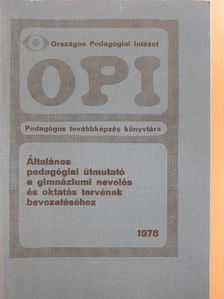 Országos Pedagógiai Intézet
OPI
Pedagógus továbbképzés könyvtára
Általános
pedagógiai útmutató
a gimnáziumi nevelés
és oktatás tervének
bevezetéséhez
1978